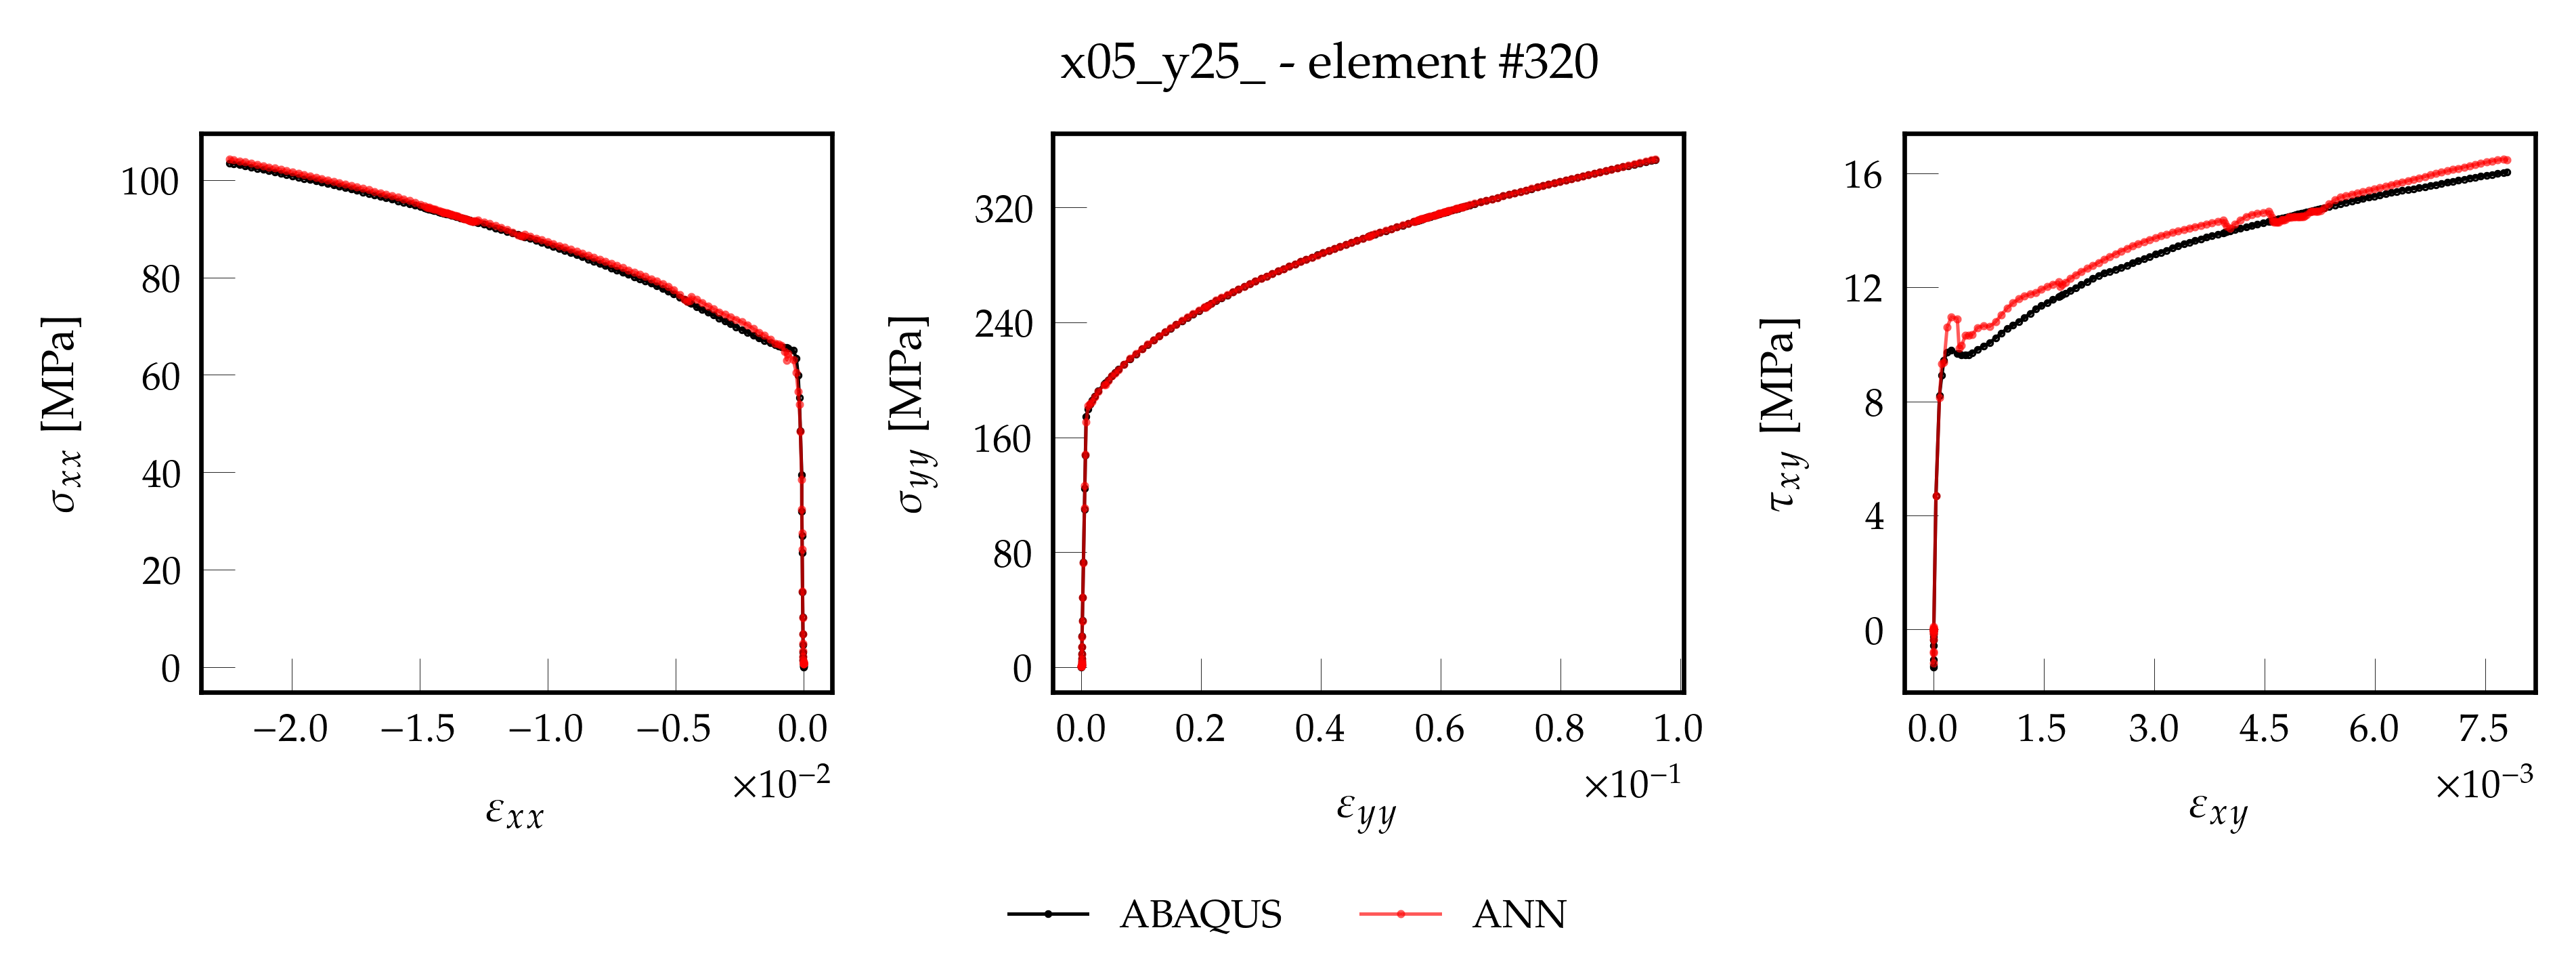 x05_y25_ - element #320
σxx [MPa]
100
80
60
40
20
0
−2.0 −1.5 −1.0 −0.5 0.0
×10−2
εxx
σyy [MPa]
320
240
160
80
0
0.0 0.2 0.4 0.6 0.8 1.0
×10−1
εyy
τxy [MPa]
16
12
8
4
0
0.0 1.5 3.0 4.5 6.0 7.5
×10−3
εxy
ABAQUS ANN